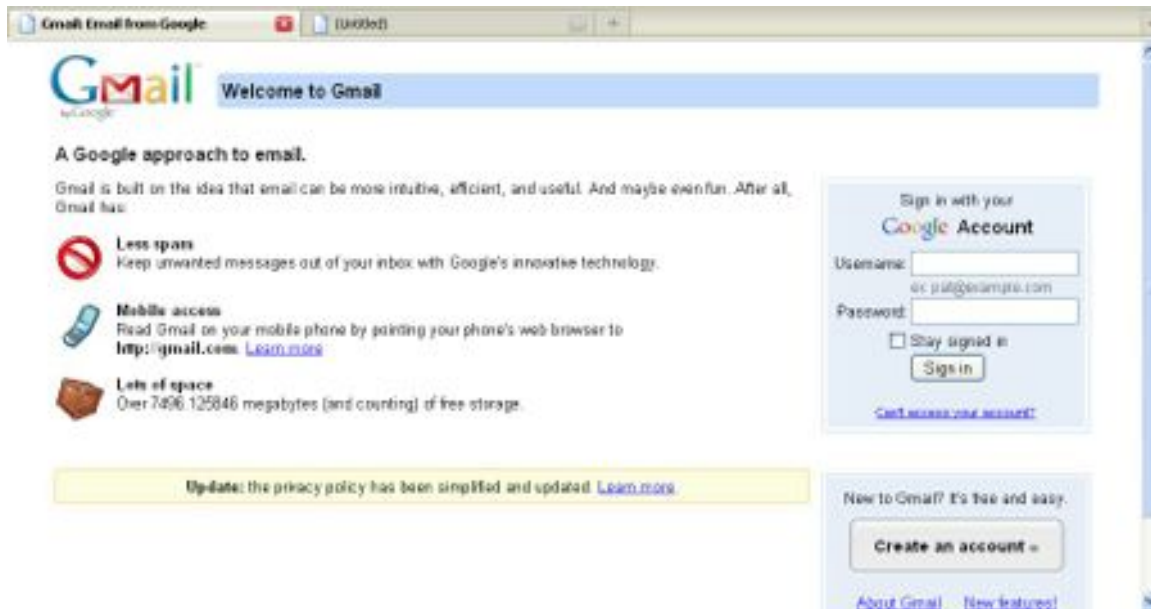 Gmail: Email from Google
(Untitled)
Gmail
by Google
Welcome to Gmail
A Google approach to email.
Gmail is built on the idea that email can be more intuitive, efficient, and useful. And maybe even fun. After all,
Gmail has:
Less spam
Keep unwanted messages out of your inbox with Google's innovative technology.
Mobile access
Read Gmail on your mobile phone by pointing your phone's web browser to
http://gmail.com. Learn more
Lots of space
Over 7496.125846 megabytes (and counting) of free storage.
Update: the privacy policy has been simplified and updated. Learn more
Sign in with your
Google Account
Username:
ex: pat@example.com
Password:
Stay signed in
Sign in
Can't access your account?
New to Gmail? It's free and easy.
Create an account »
About Gmail New features!